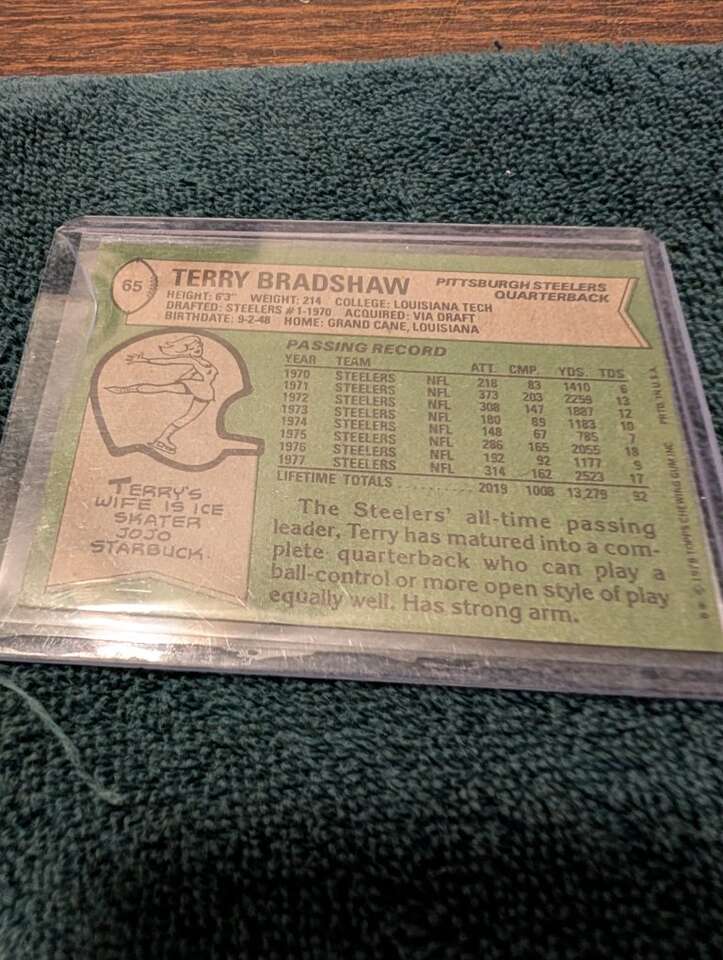 65 TERRY BRADSHAW PITTSBURGH STEELERS
QUARTERBACK
HEIGHT: 6'3" WEIGHT: 214 COLLEGE: LOUISIANA TECH
DRAFTED: STEELERS #1-1970 ACQUIRED: VIA DRAFT
BIRTHDATE: 9-2-48 HOME: GRAND CANE, LOUISIANA
PASSING RECORD
YEAR TEAM ATT. CMP. YDS. TDS
1970 STEELERS NFL 218 83 1410 6
1971 STEELERS NFL 373 203 2259 13
1972 STEELERS NFL 308 147 1887 12
1973 STEELERS NFL 180 89 1183 10
1974 STEELERS NFL 148 67 785 7
1975 STEELERS NFL 286 165 2055 18
1976 STEELERS NFL 192 92 1177 9
1977 STEELERS NFL 314 162 2523 17
LIFETIME TOTALS 2019 1008 13,279 92
TERRY'S
WIFE IS ICE
SKATER
JOJO
STARBUCK.
The Steelers' all-time passing
leader, Terry has matured into a com-
plete quarterback who can play a
ball-control or more open style of play
equally well. Has strong arm.
** © 1978 TOPPS CHEWING GUM, INC. PRTD. IN U.S.A.